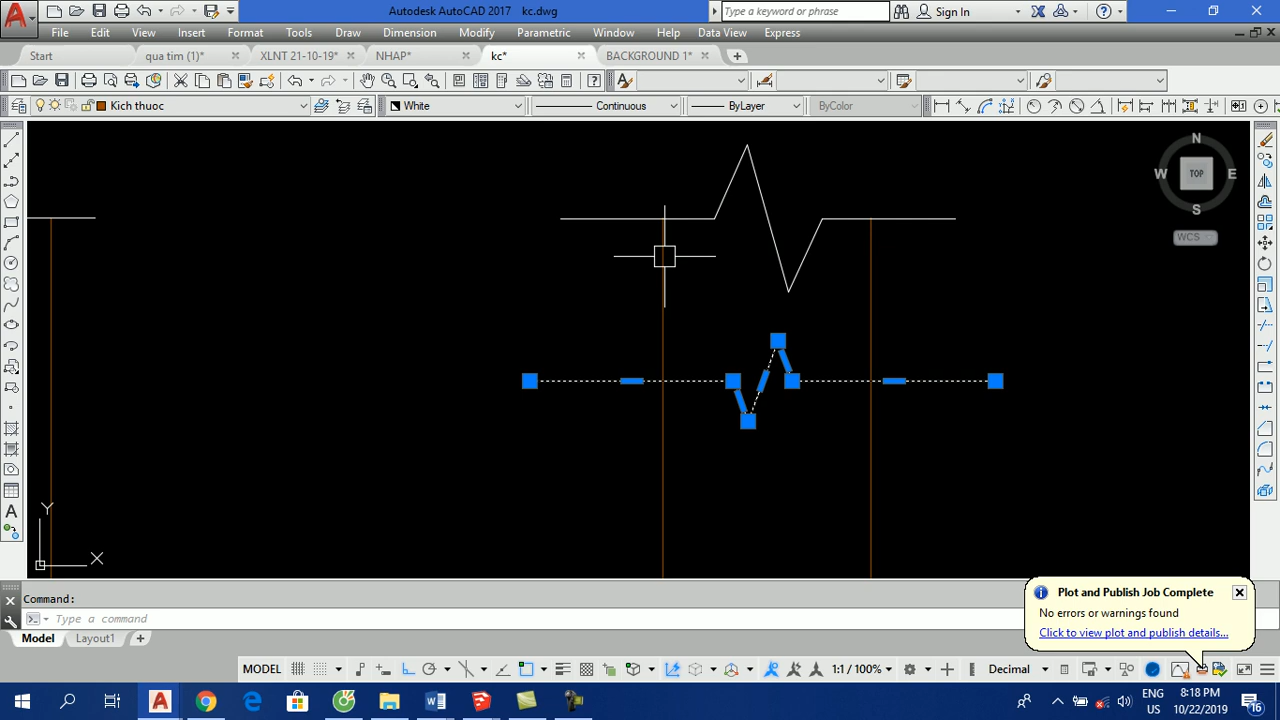 Autodesk AutoCAD 2017 kc.dwg
Type a keyword or phrase
Sign In
File Edit View Insert Format Tools Draw Dimension Modify Parametric Window Help Data View Express
Start
qua tim (1)*
XLNT 21-10-19*
NHAP*
kc*
BACKGROUND 1*
Kich thuoc
White
Continuous
ByLayer
ByColor
N
W TOP E
S
WCS
Y
X
A
Command:
Type a command
Model Layout1
Plot and Publish Job Complete
No errors or warnings found
Click to view plot and publish details...
MODEL
1:1 / 100%
Decimal
ENG
US
8:18 PM
10/22/2019
16